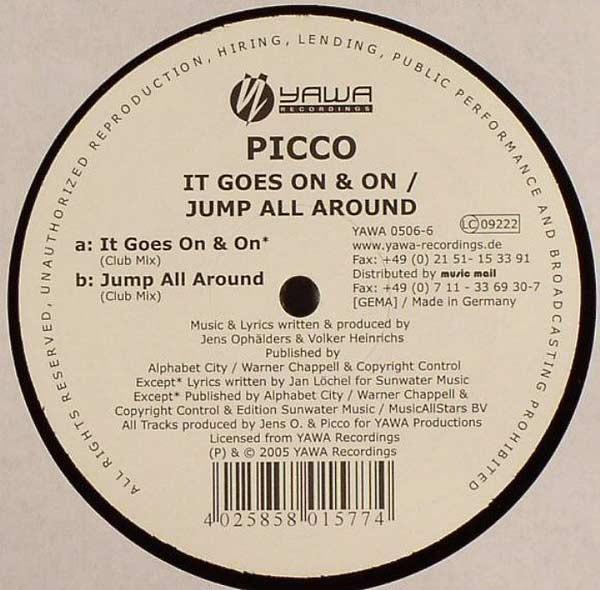 ALL RIGHTS RESERVED, UNAUTHORIZED REPRODUCTION, HIRING, LENDING, PUBLIC PERFORMANCE AND BROADCASTING PROHIBITED
YAWA
RECORDINGS
PICCO
IT GOES ON & ON /
JUMP ALL AROUND
a: It Goes On & On*
(Club Mix)
b: Jump All Around
(Club Mix)
YAWA 0506-6
LC 09222
www.yawa-recordings.de
Fax: +49 (0) 21 51- 15 33 91
Distributed by music mail
Fax: +49 (0) 7 11 - 33 69 30-7
[GEMA] / Made in Germany
Music & Lyrics written & produced by
Jens Ophälders & Volker Heinrichs
Published by
Alphabet City / Warner Chappell & Copyright Control
Except* Lyrics written by Jan Löchel for Sunwater Music
Except* Published by Alphabet City / Warner Chappell &
Copyright Control & Edition Sunwater Music / MusicAllStars BV
All Tracks produced by Jens O. & Picco for YAWA Productions
Licensed from YAWA Recordings
(P) & © 2005 YAWA Recordings
4 025858 015774